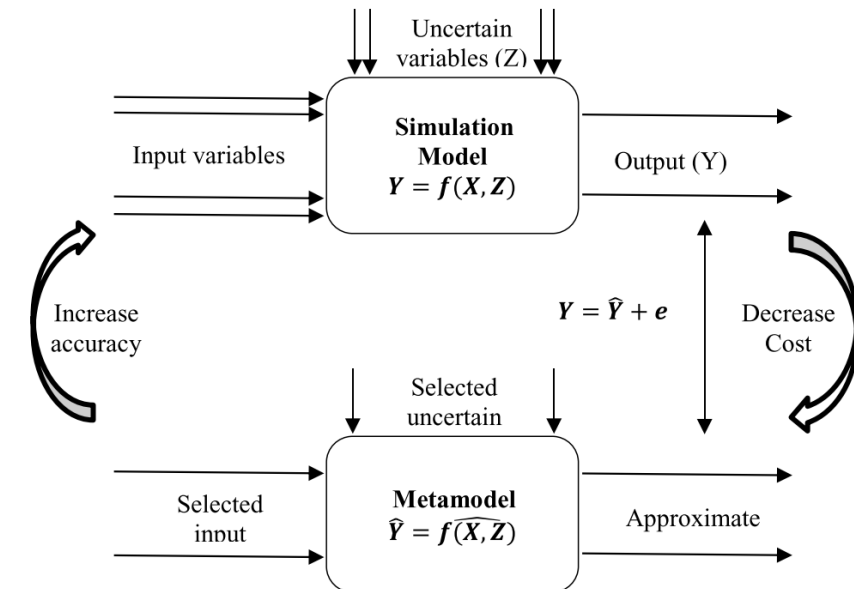 Uncertain
variables (Z)
Simulation
Model
Y = f(X, Z)
Input variables
Output (Y)
Increase
accuracy
Y = Ŷ + e
Decrease
Cost
Selected
uncertain
Metamodel
Ŷ = f(X, Z)̂
Selected
input
Approximate